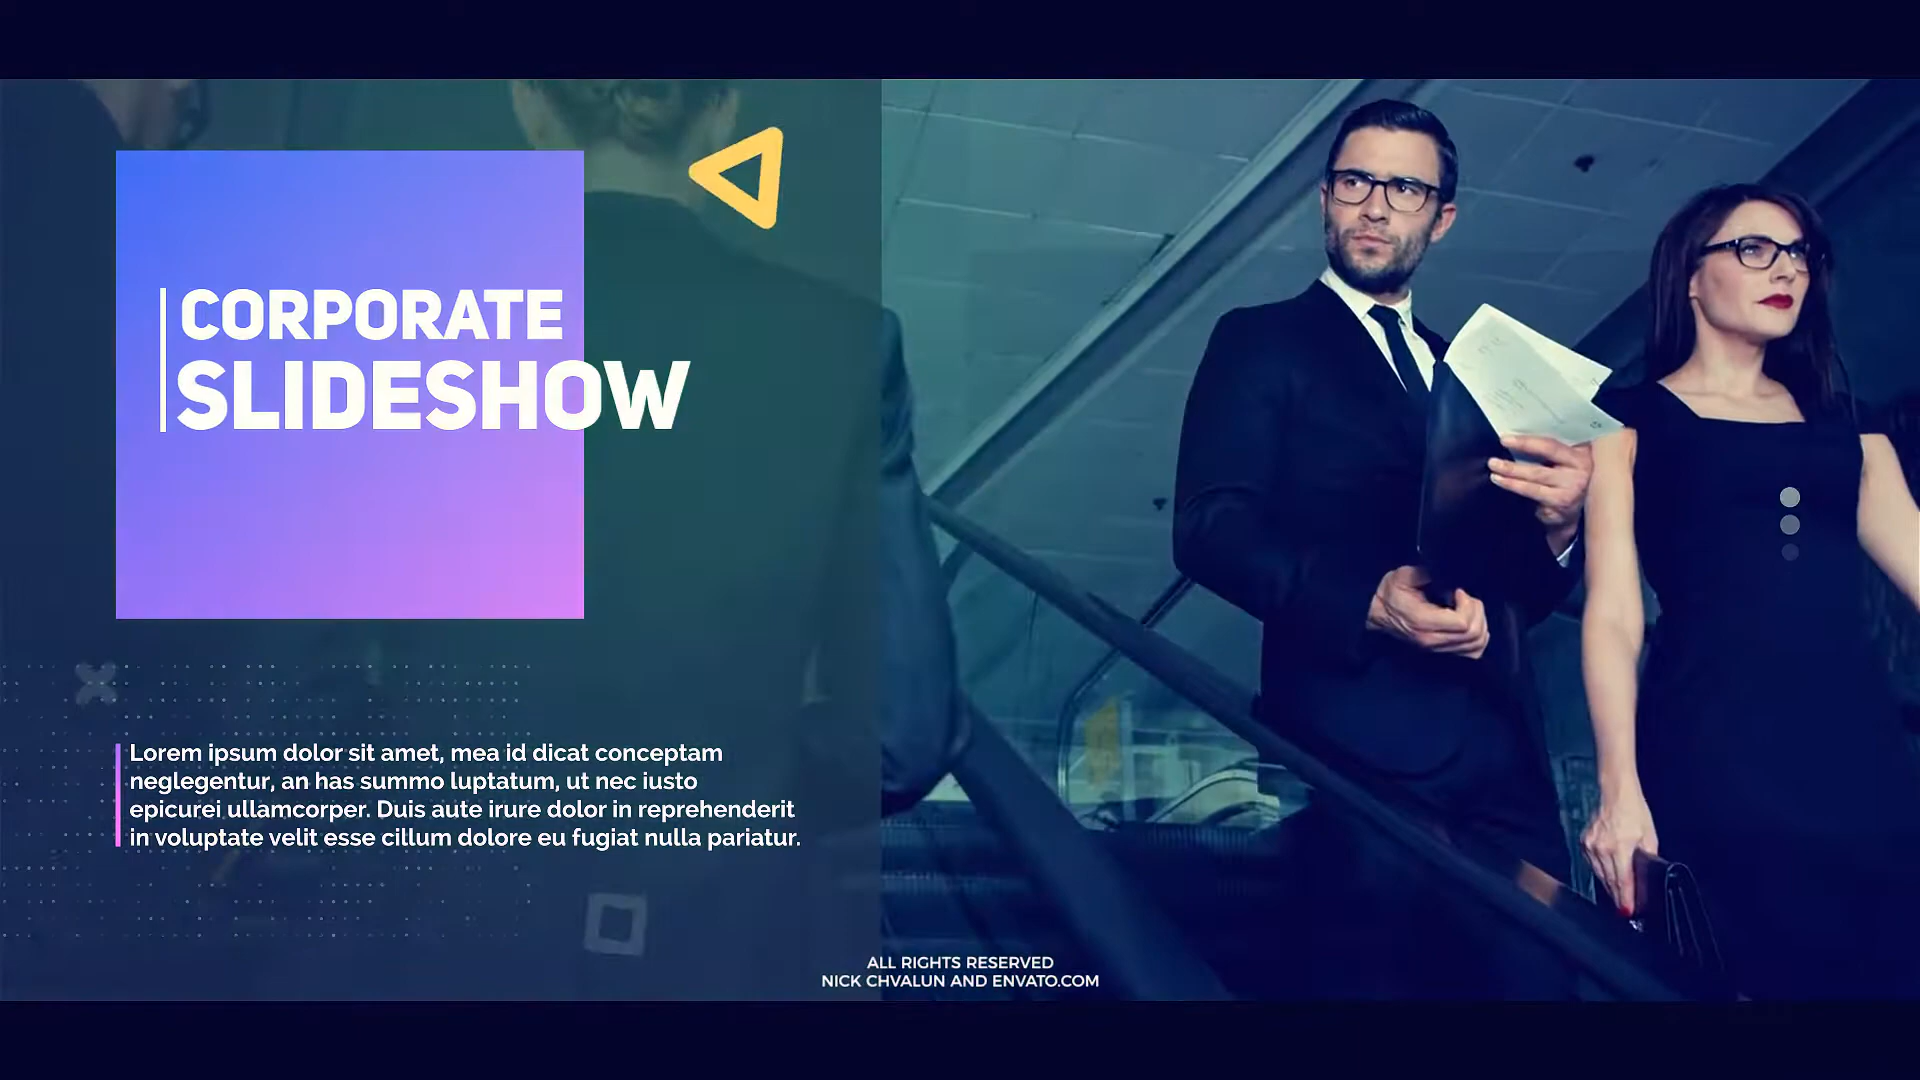 CORPORATE
SLIDESHOW
Lorem ipsum dolor sit amet, mea id dicat conceptam
neglegentur, an has summo luptatum, ut nec iusto
epicurei ullamcorper. Duis aute irure dolor in reprehenderit
in voluptate velit esse cillum dolore eu fugiat nulla pariatur.
ALL RIGHTS RESERVED
NICK CHVALUN AND ENVATO.COM